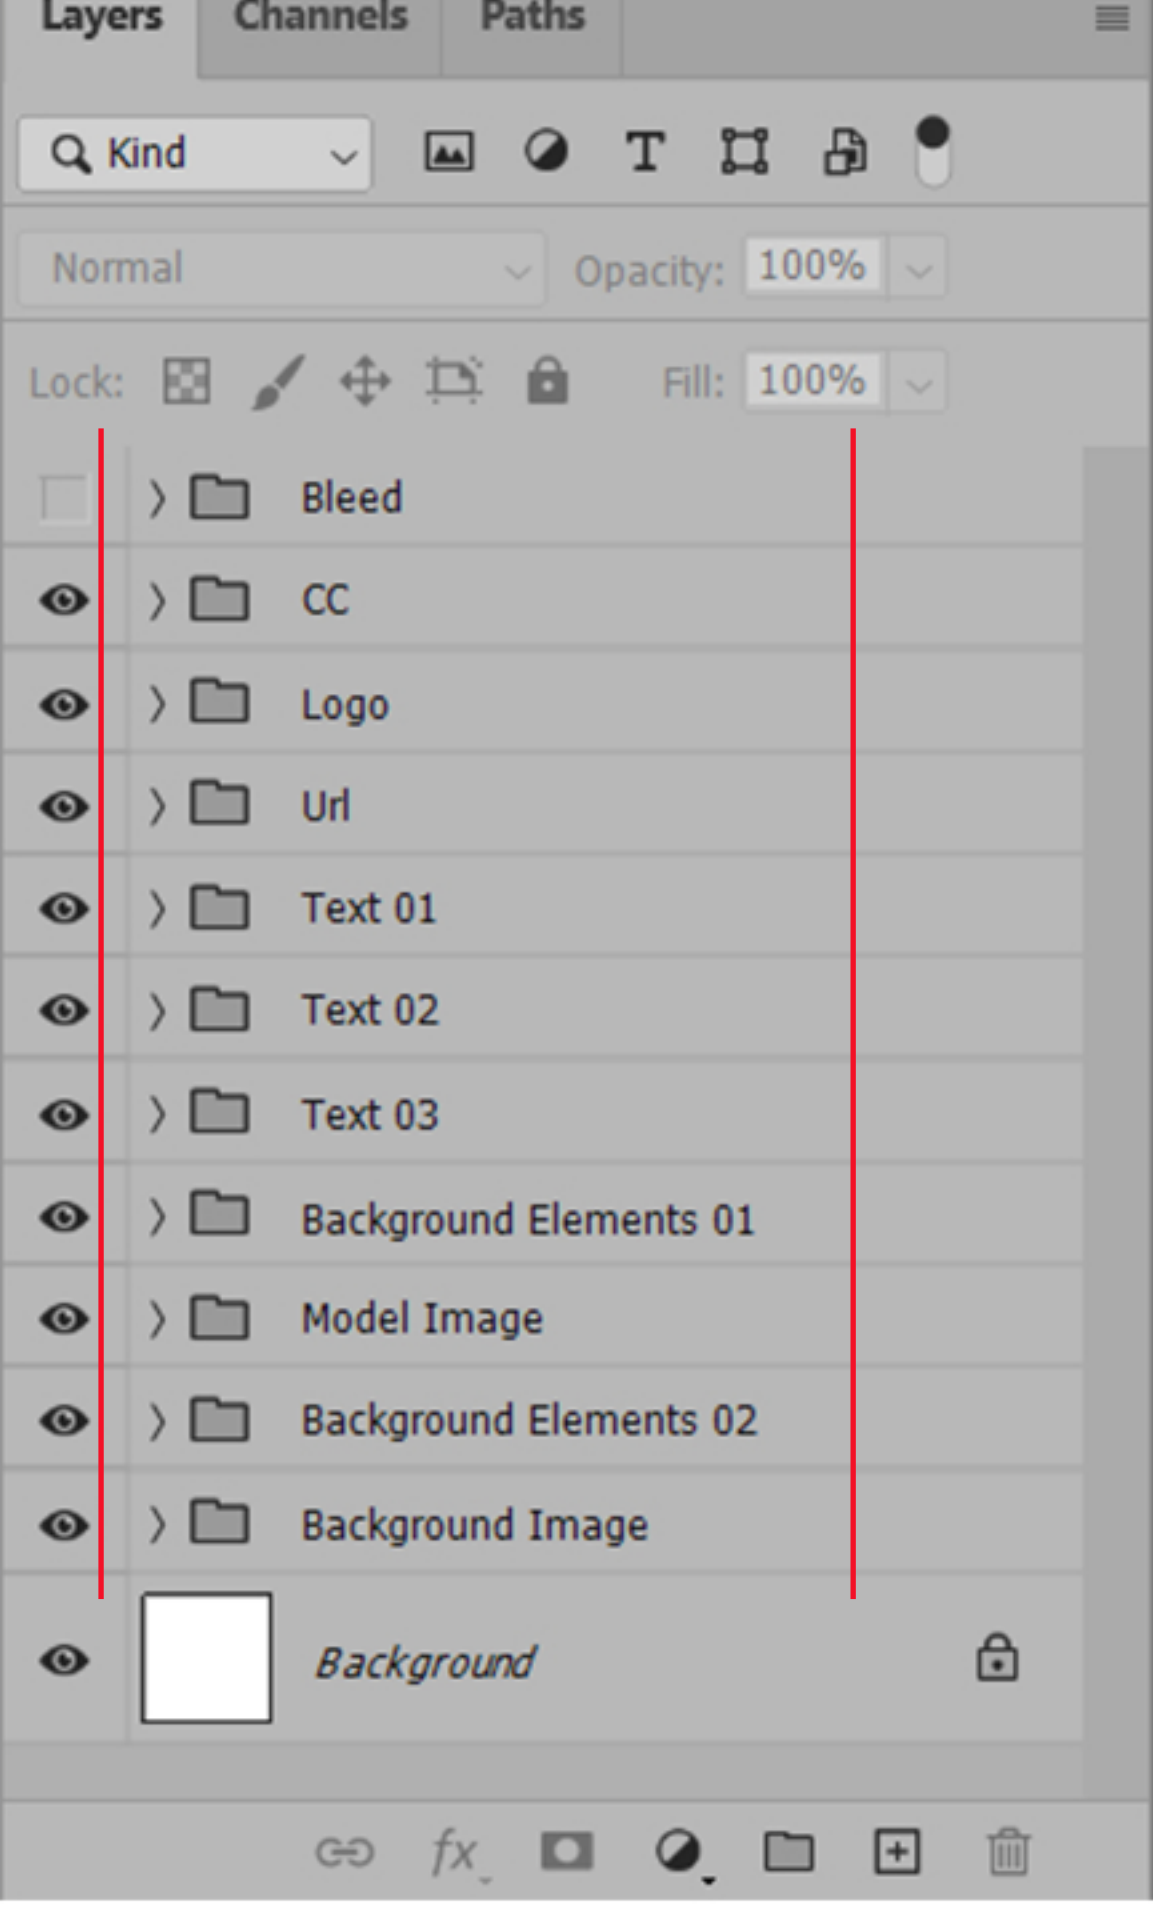 Layers Channels Paths
Kind
Normal Opacity: 100%
Lock: Fill: 100%
Bleed
CC
Logo
Url
Text 01
Text 02
Text 03
Background Elements 01
Model Image
Background Elements 02
Background Image
Background
fx